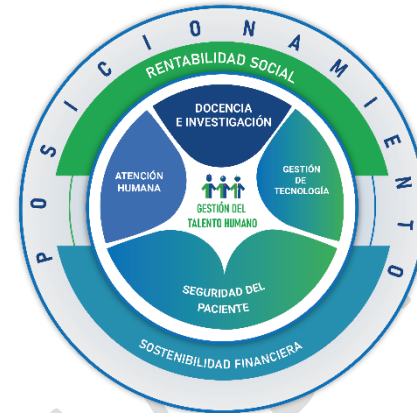 POSICIONAMIENTO
RENTABILIDAD SOCIAL
DOCENCIA
E INVESTIGACIÓN
ATENCIÓN
HUMANA
GESTIÓN
DE
TECNOLOGÍA
GESTIÓN DEL
TALENTO HUMANO
SEGURIDAD DEL
PACIENTE
SOSTENIBILIDAD FINANCIERA